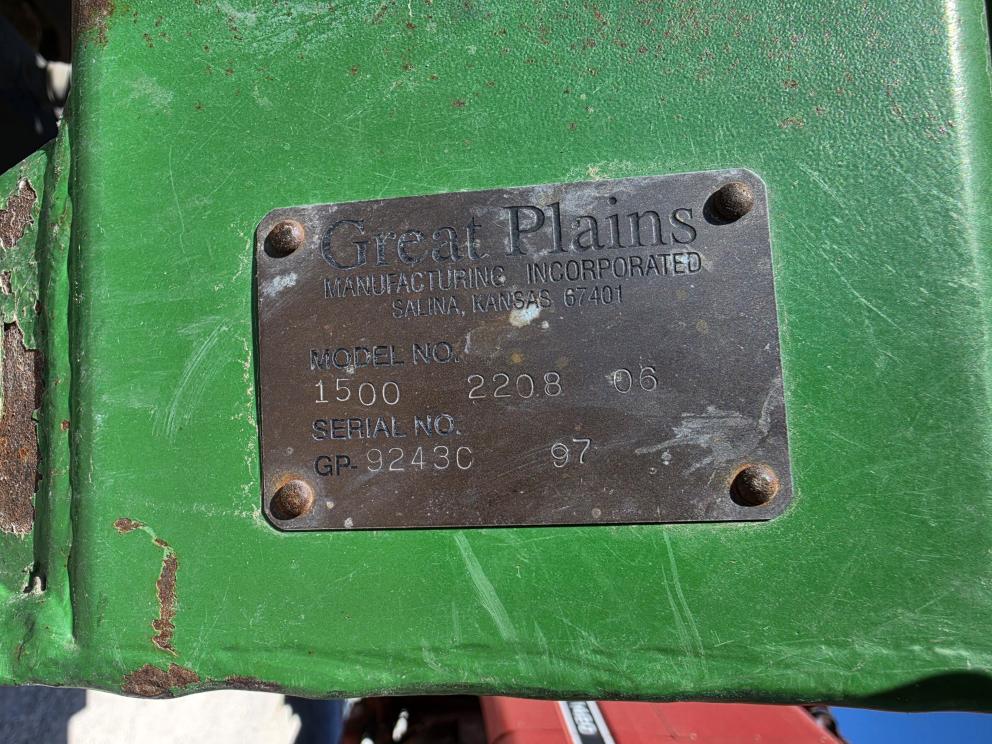 Great Plains
MANUFACTURING INCORPORATED
SALINA, KANSAS 67401
MODEL NO.
1500 2208 06
SERIAL NO.
GP-9243C 97